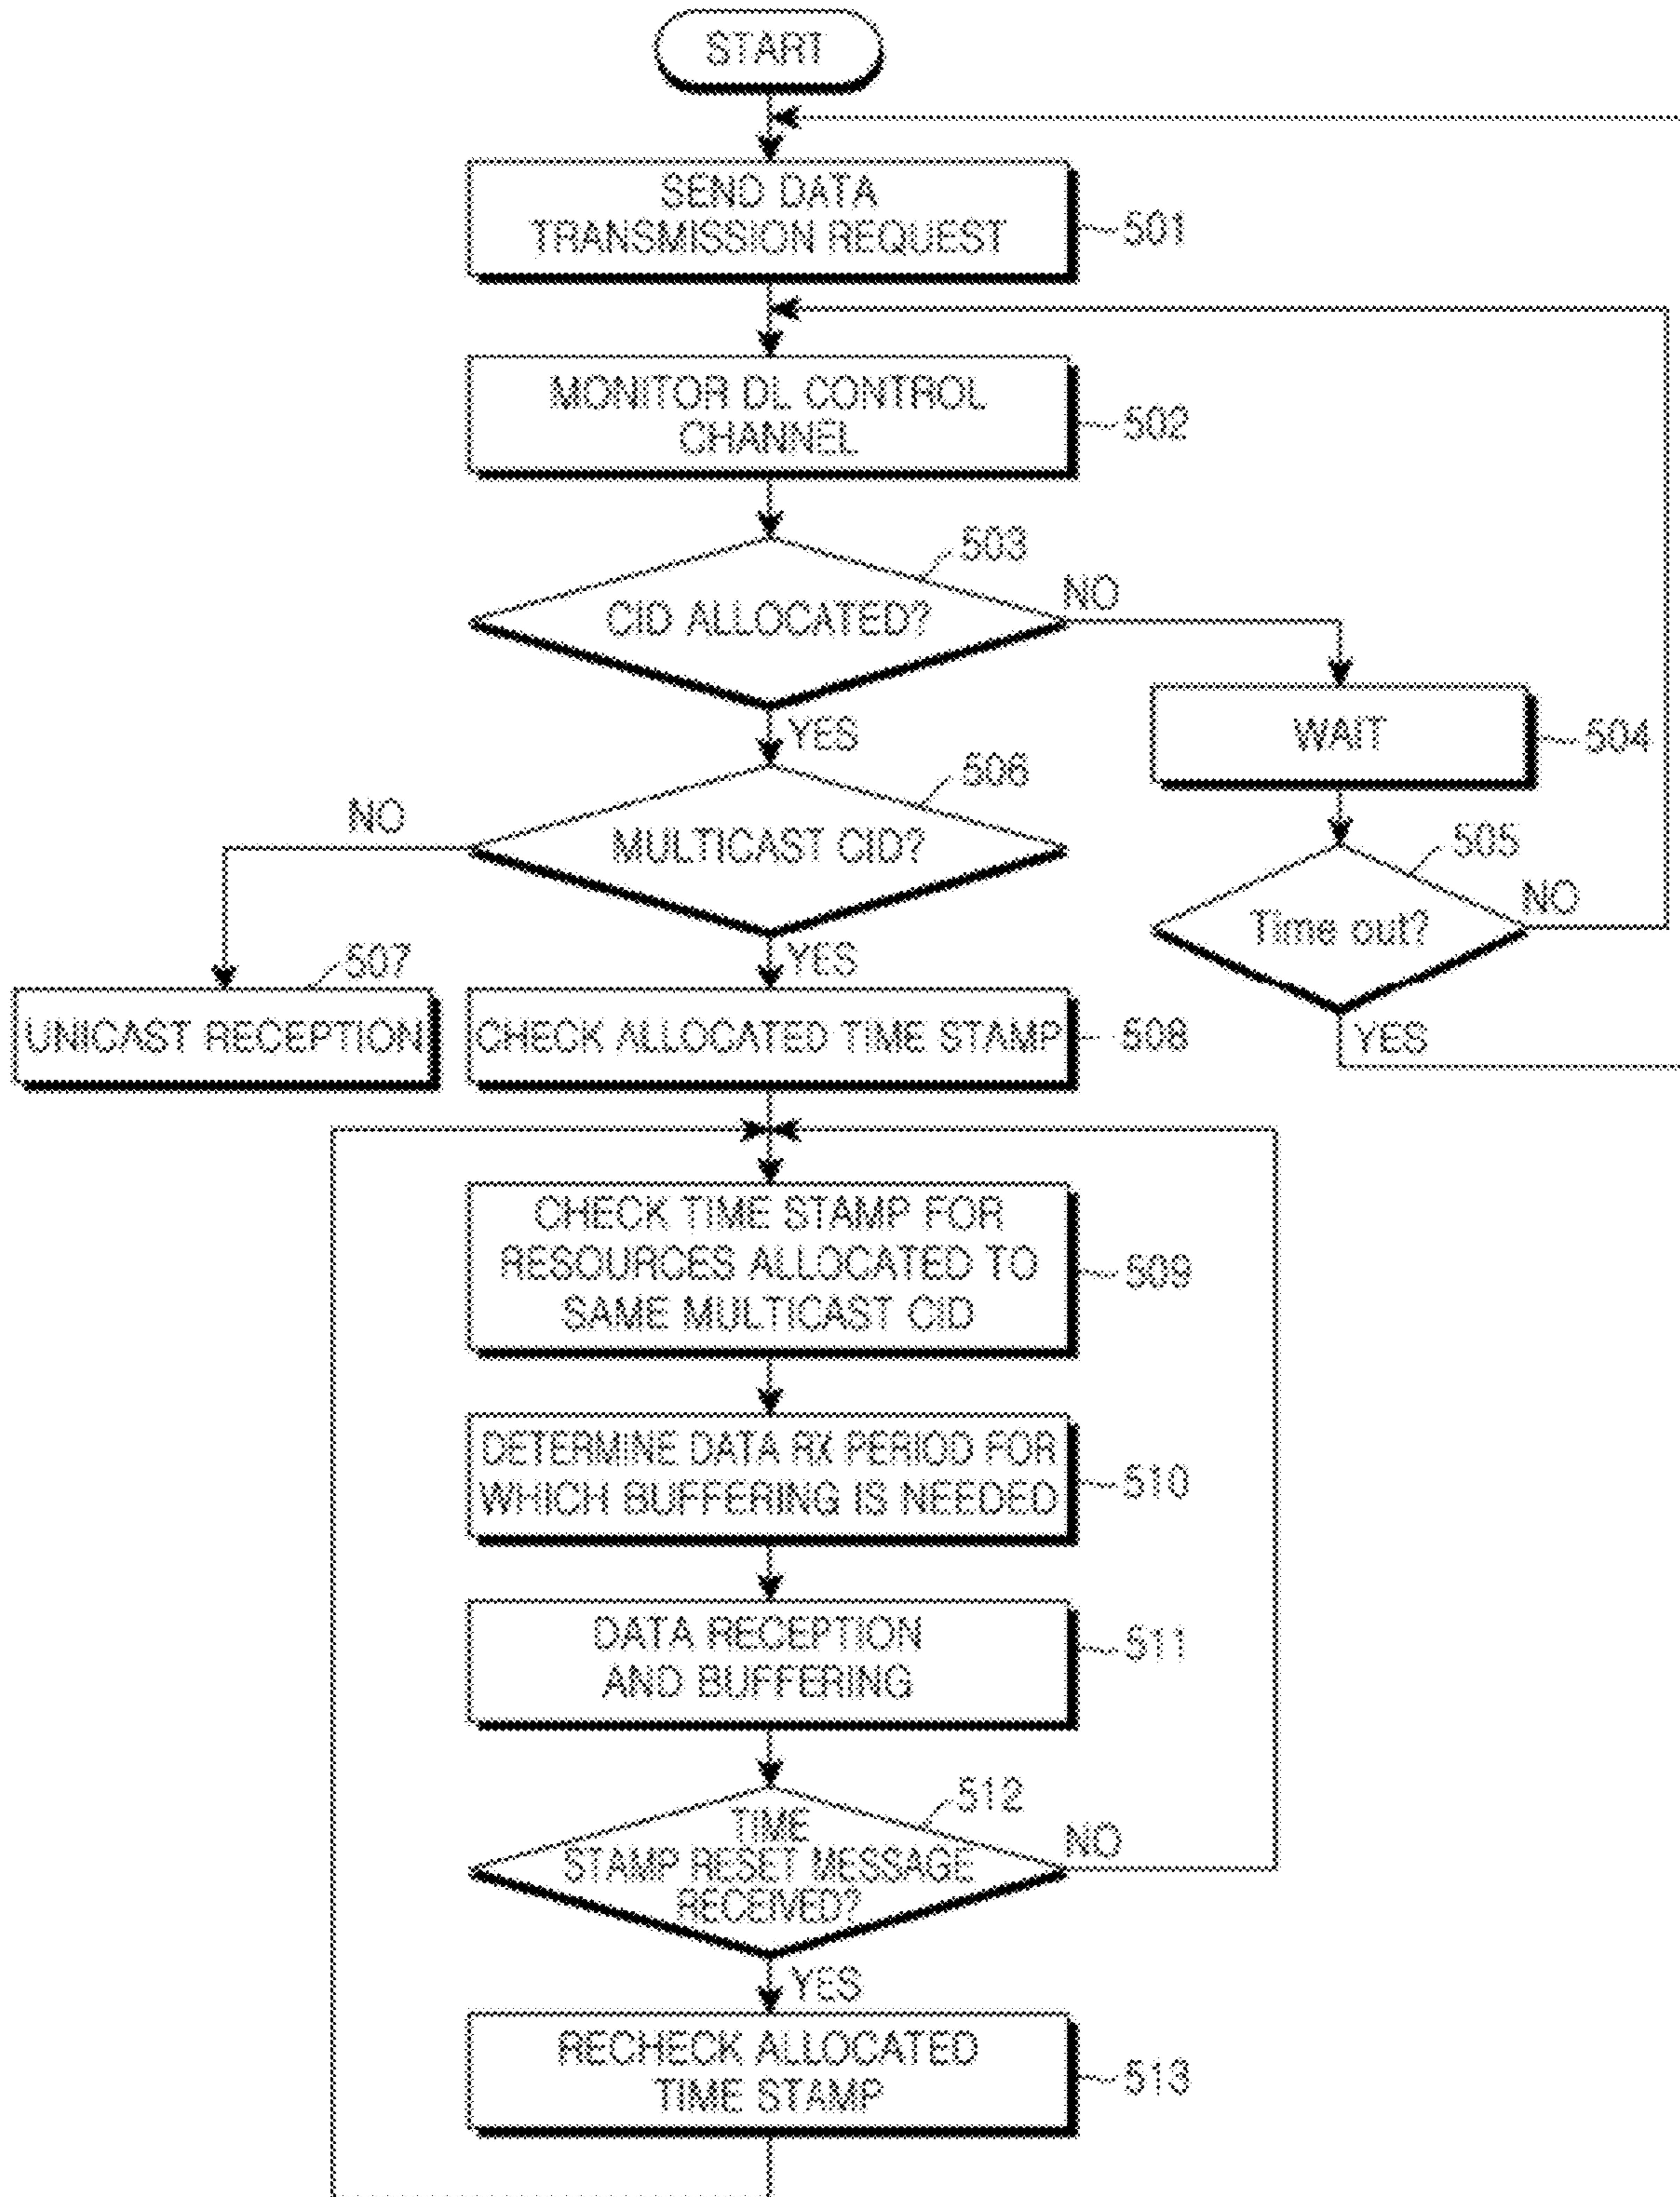 START
SEND DATA
TRANSMISSION REQUEST
501
MONITOR DL CONTROL
CHANNEL
502
503
CID ALLOCATED?
NO
YES
WAIT
504
506
MULTICAST CID?
NO
YES
505
Time out?
NO
YES
507
UNICAST RECEPTION
CHECK ALLOCATED TIME STAMP
508
CHECK TIME STAMP FOR
RESOURCES ALLOCATED TO
SAME MULTICAST CID
509
DETERMINE DATA RX PERIOD FOR
WHICH BUFFERING IS NEEDED
510
DATA RECEPTION
AND BUFFERING
511
512
TIME
STAMP RESET MESSAGE
RECEIVED?
NO
YES
RECHECK ALLOCATED
TIME STAMP
513